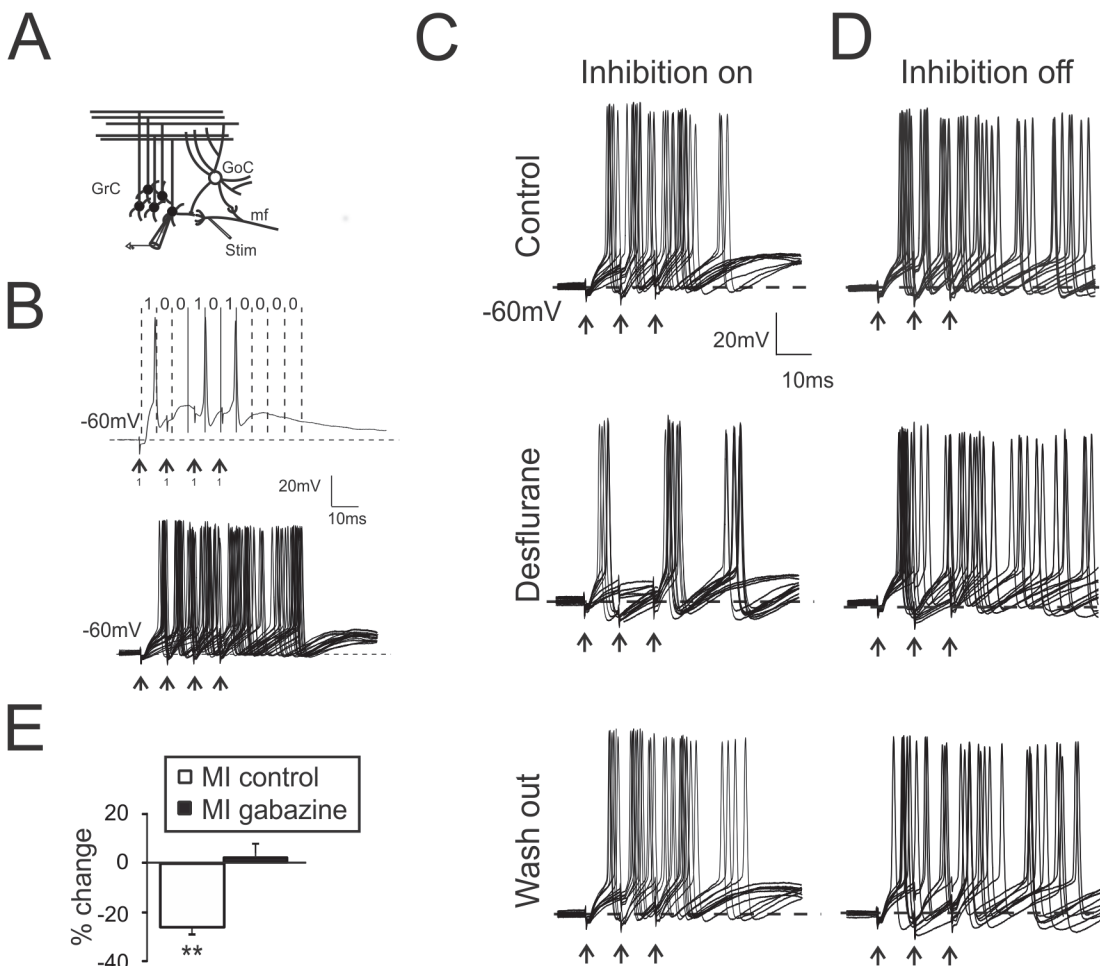 A
GrC
GoC
mf
Stim
B
1 0 0 1 0 1 0 0 0 0
-60mV
1 1 1 1
20mV
10ms
-60mV
C
Inhibition on
Control
-60mV
20mV
10ms
Desflurane
Wash out
D
Inhibition off
E
MI control
MI gabazine
% change
20
0
-20
-40
**